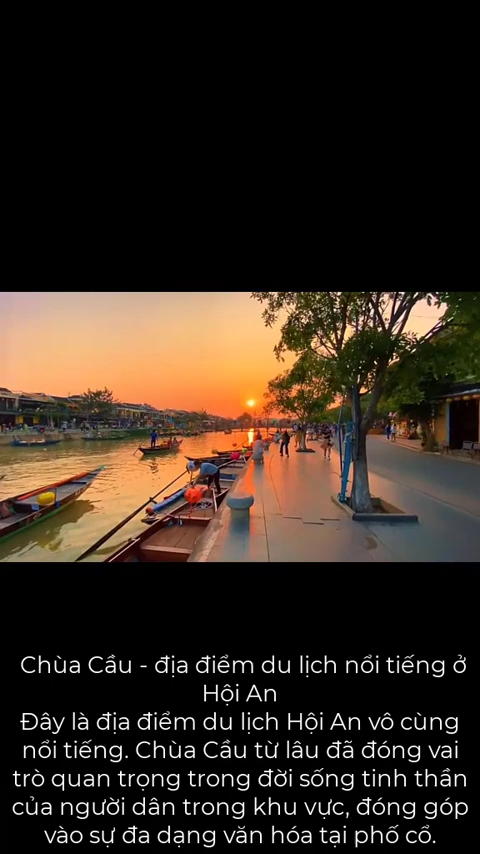 Chùa Cầu - địa điểm du lịch nổi tiếng ở
Hội An
Đây là địa điểm du lịch Hội An vô cùng
nổi tiếng. Chùa Cầu từ lâu đã đóng vai
trò quan trọng trong đời sống tinh thần
của người dân trong khu vực, đóng góp
vào sự đa dạng văn hóa tại phố cổ.